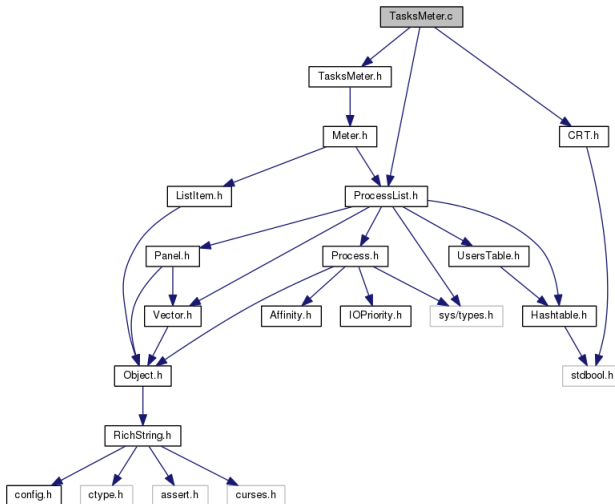 TasksMeter.c
TasksMeter.h
Meter.h
CRT.h
ListItem.h
ProcessList.h
Panel.h
Process.h
UsersTable.h
Vector.h
Affinity.h
IOPriority.h
sys/types.h
Hashtable.h
Object.h
stdbool.h
RichString.h
config.h
ctype.h
assert.h
curses.h